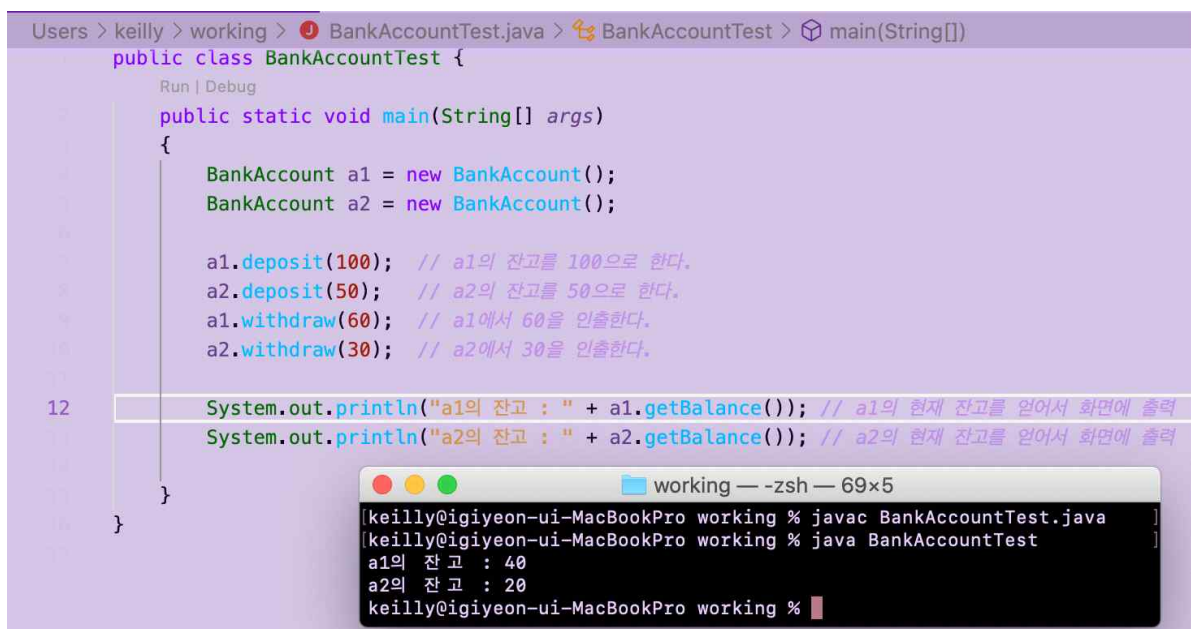 Users > keilly > working > BankAccountTest.java > BankAccountTest > main(String[])
public class BankAccountTest {
Run | Debug
public static void main(String[] args)
{
BankAccount a1 = new BankAccount();
BankAccount a2 = new BankAccount();
a1.deposit(100); // a1의 잔고를 100으로 한다.
a2.deposit(50); // a2의 잔고를 50으로 한다.
a1.withdraw(60); // a1에서 60을 인출한다.
a2.withdraw(30); // a2에서 30을 인출한다.
12 System.out.println("a1의 잔고 : " + a1.getBalance()); // a1의 현재 잔고를 얻어서 화면에 출력
System.out.println("a2의 잔고 : " + a2.getBalance()); // a2의 현재 잔고를 얻어서 화면에 출력
}
}
working — -zsh — 69×5
[keilly@igiyeon-ui-MacBookPro working % javac BankAccountTest.java ]
[keilly@igiyeon-ui-MacBookPro working % java BankAccountTest ]
a1의 잔고 : 40
a2의 잔고 : 20
keilly@igiyeon-ui-MacBookPro working %